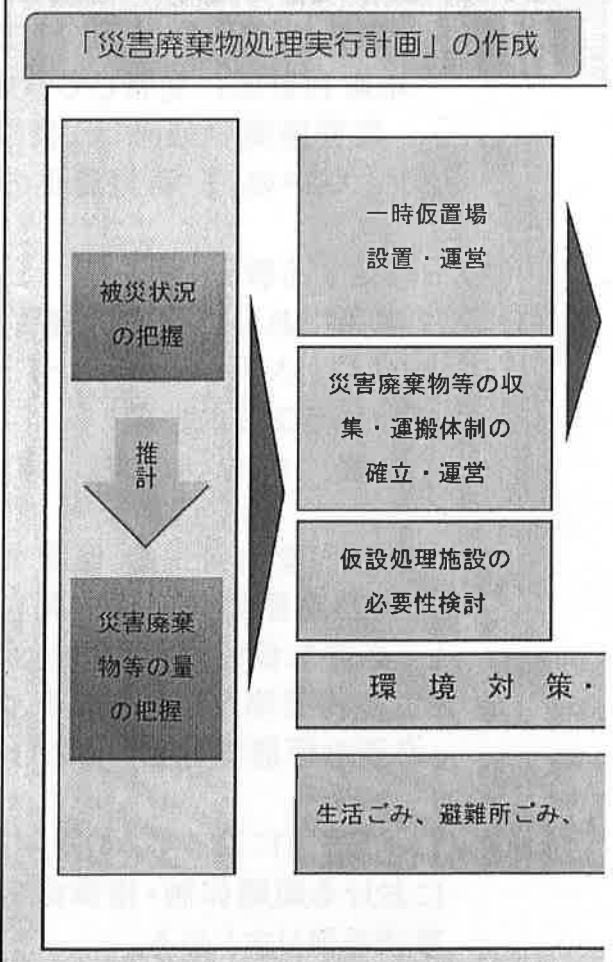 「災害廃棄物処理実行計画」の作成
被災状況
の把握
推
計
災害廃棄
物等の量
の把握
一時仮置場
設置・運営
災害廃棄物等の収
集・運搬体制の
確立・運営
仮設処理施設の
必要性検討
環境対策・
生活ごみ、避難所ごみ、